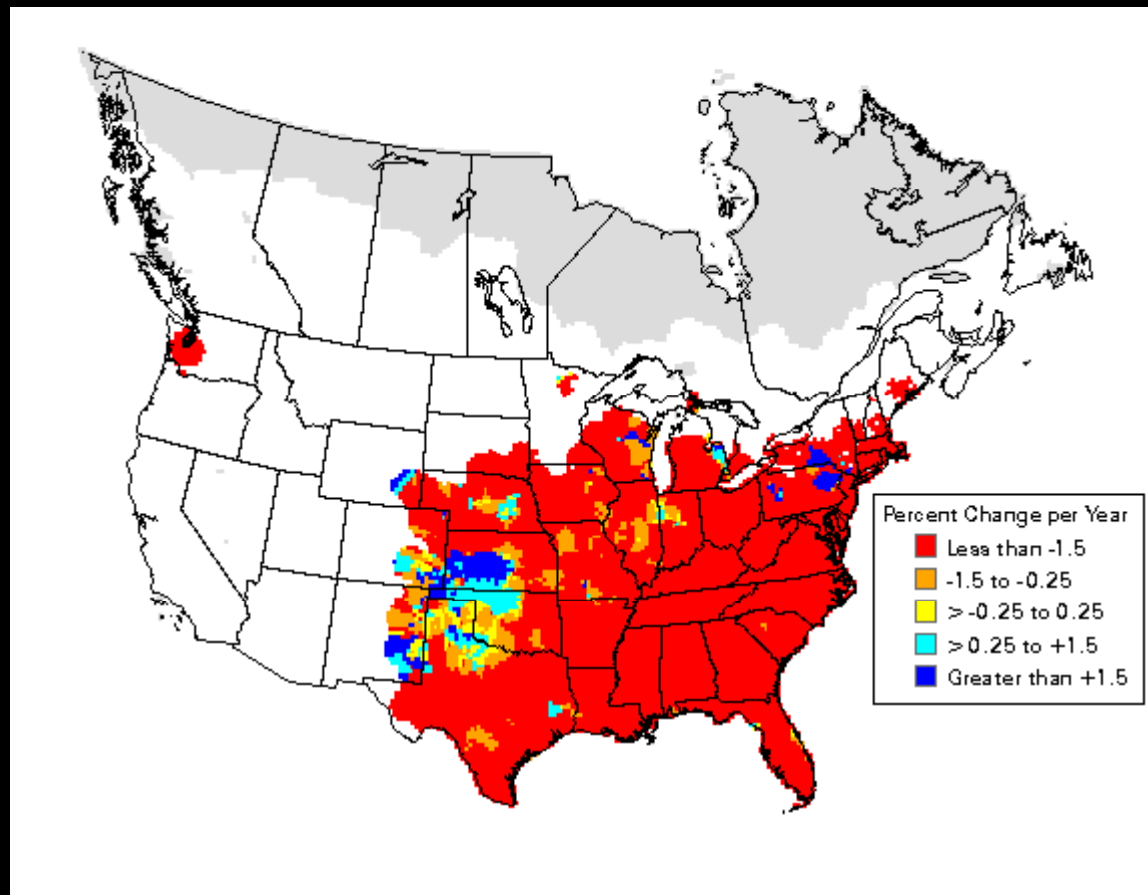 Percent Change per Year
Less than -1.5
-1.5 to -0.25
> -0.25 to 0.25
> 0.25 to +1.5
Greater than +1.5